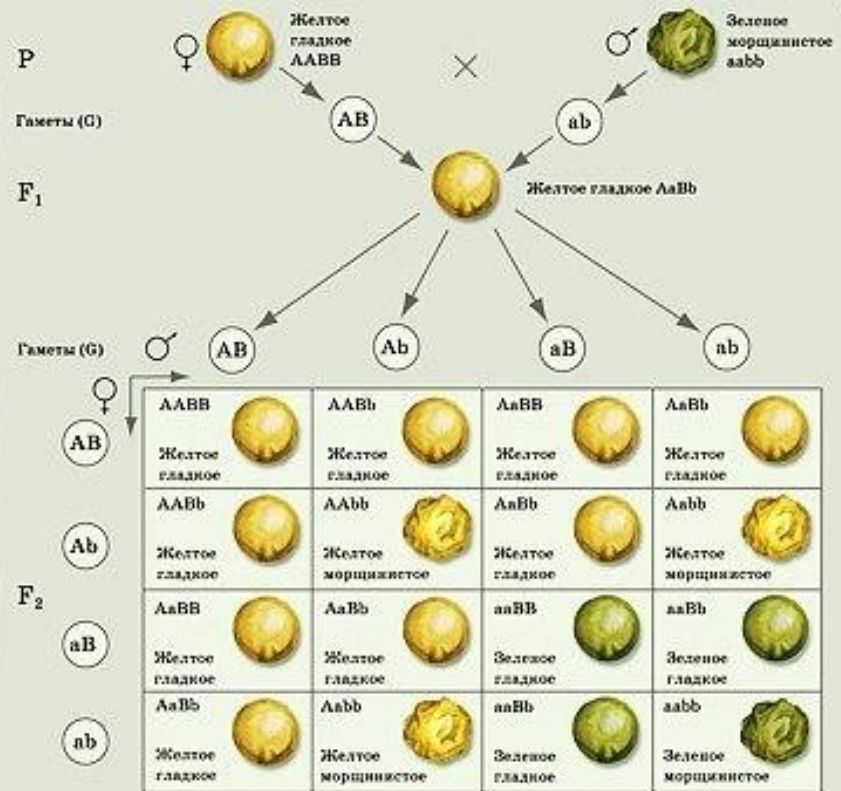 P
♀
Желтое
гладкое
AABB
×
♂
Зеленое
морщинистое
aabb
Гаметы (G)
AB
ab
F1
Желтое гладкое AaBb
Гаметы (G)
♂
AB
Ab
aB
ab
♀
AB
AABB
Желтое
гладкое
AABb
Желтое
гладкое
AaBB
Желтое
гладкое
AaBb
Желтое
гладкое
Ab
AABb
Желтое
гладкое
AAbb
Желтое
морщинистое
AaBb
Желтое
гладкое
Aabb
Желтое
морщинистое
F2
aB
AaBB
Желтое
гладкое
AaBb
Желтое
гладкое
aaBB
Зеленое
гладкое
aaBb
Зеленое
гладкое
ab
AaBb
Желтое
гладкое
Aabb
Желтое
морщинистое
aaBb
Зеленое
гладкое
aabb
Зеленое
морщинистое